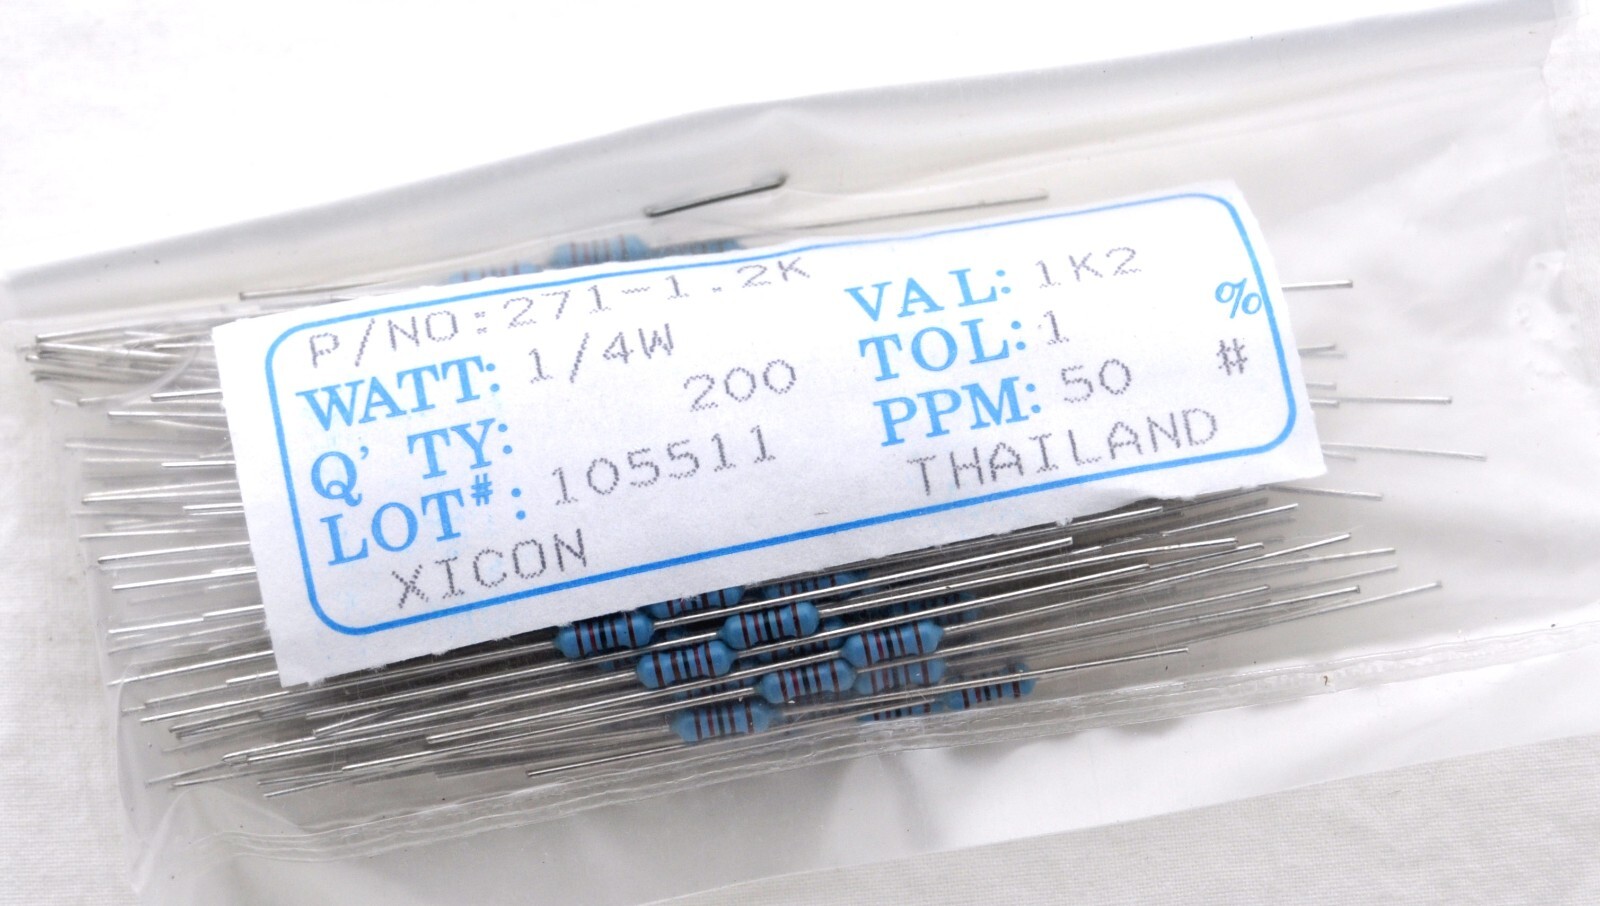 P/NO:271-1.2K VAL: 1K2
WATT: 1/4W TOL: 1 %
Q' TY: 200 PPM: 50 #
LOT#: 105511 THAILAND
XICON